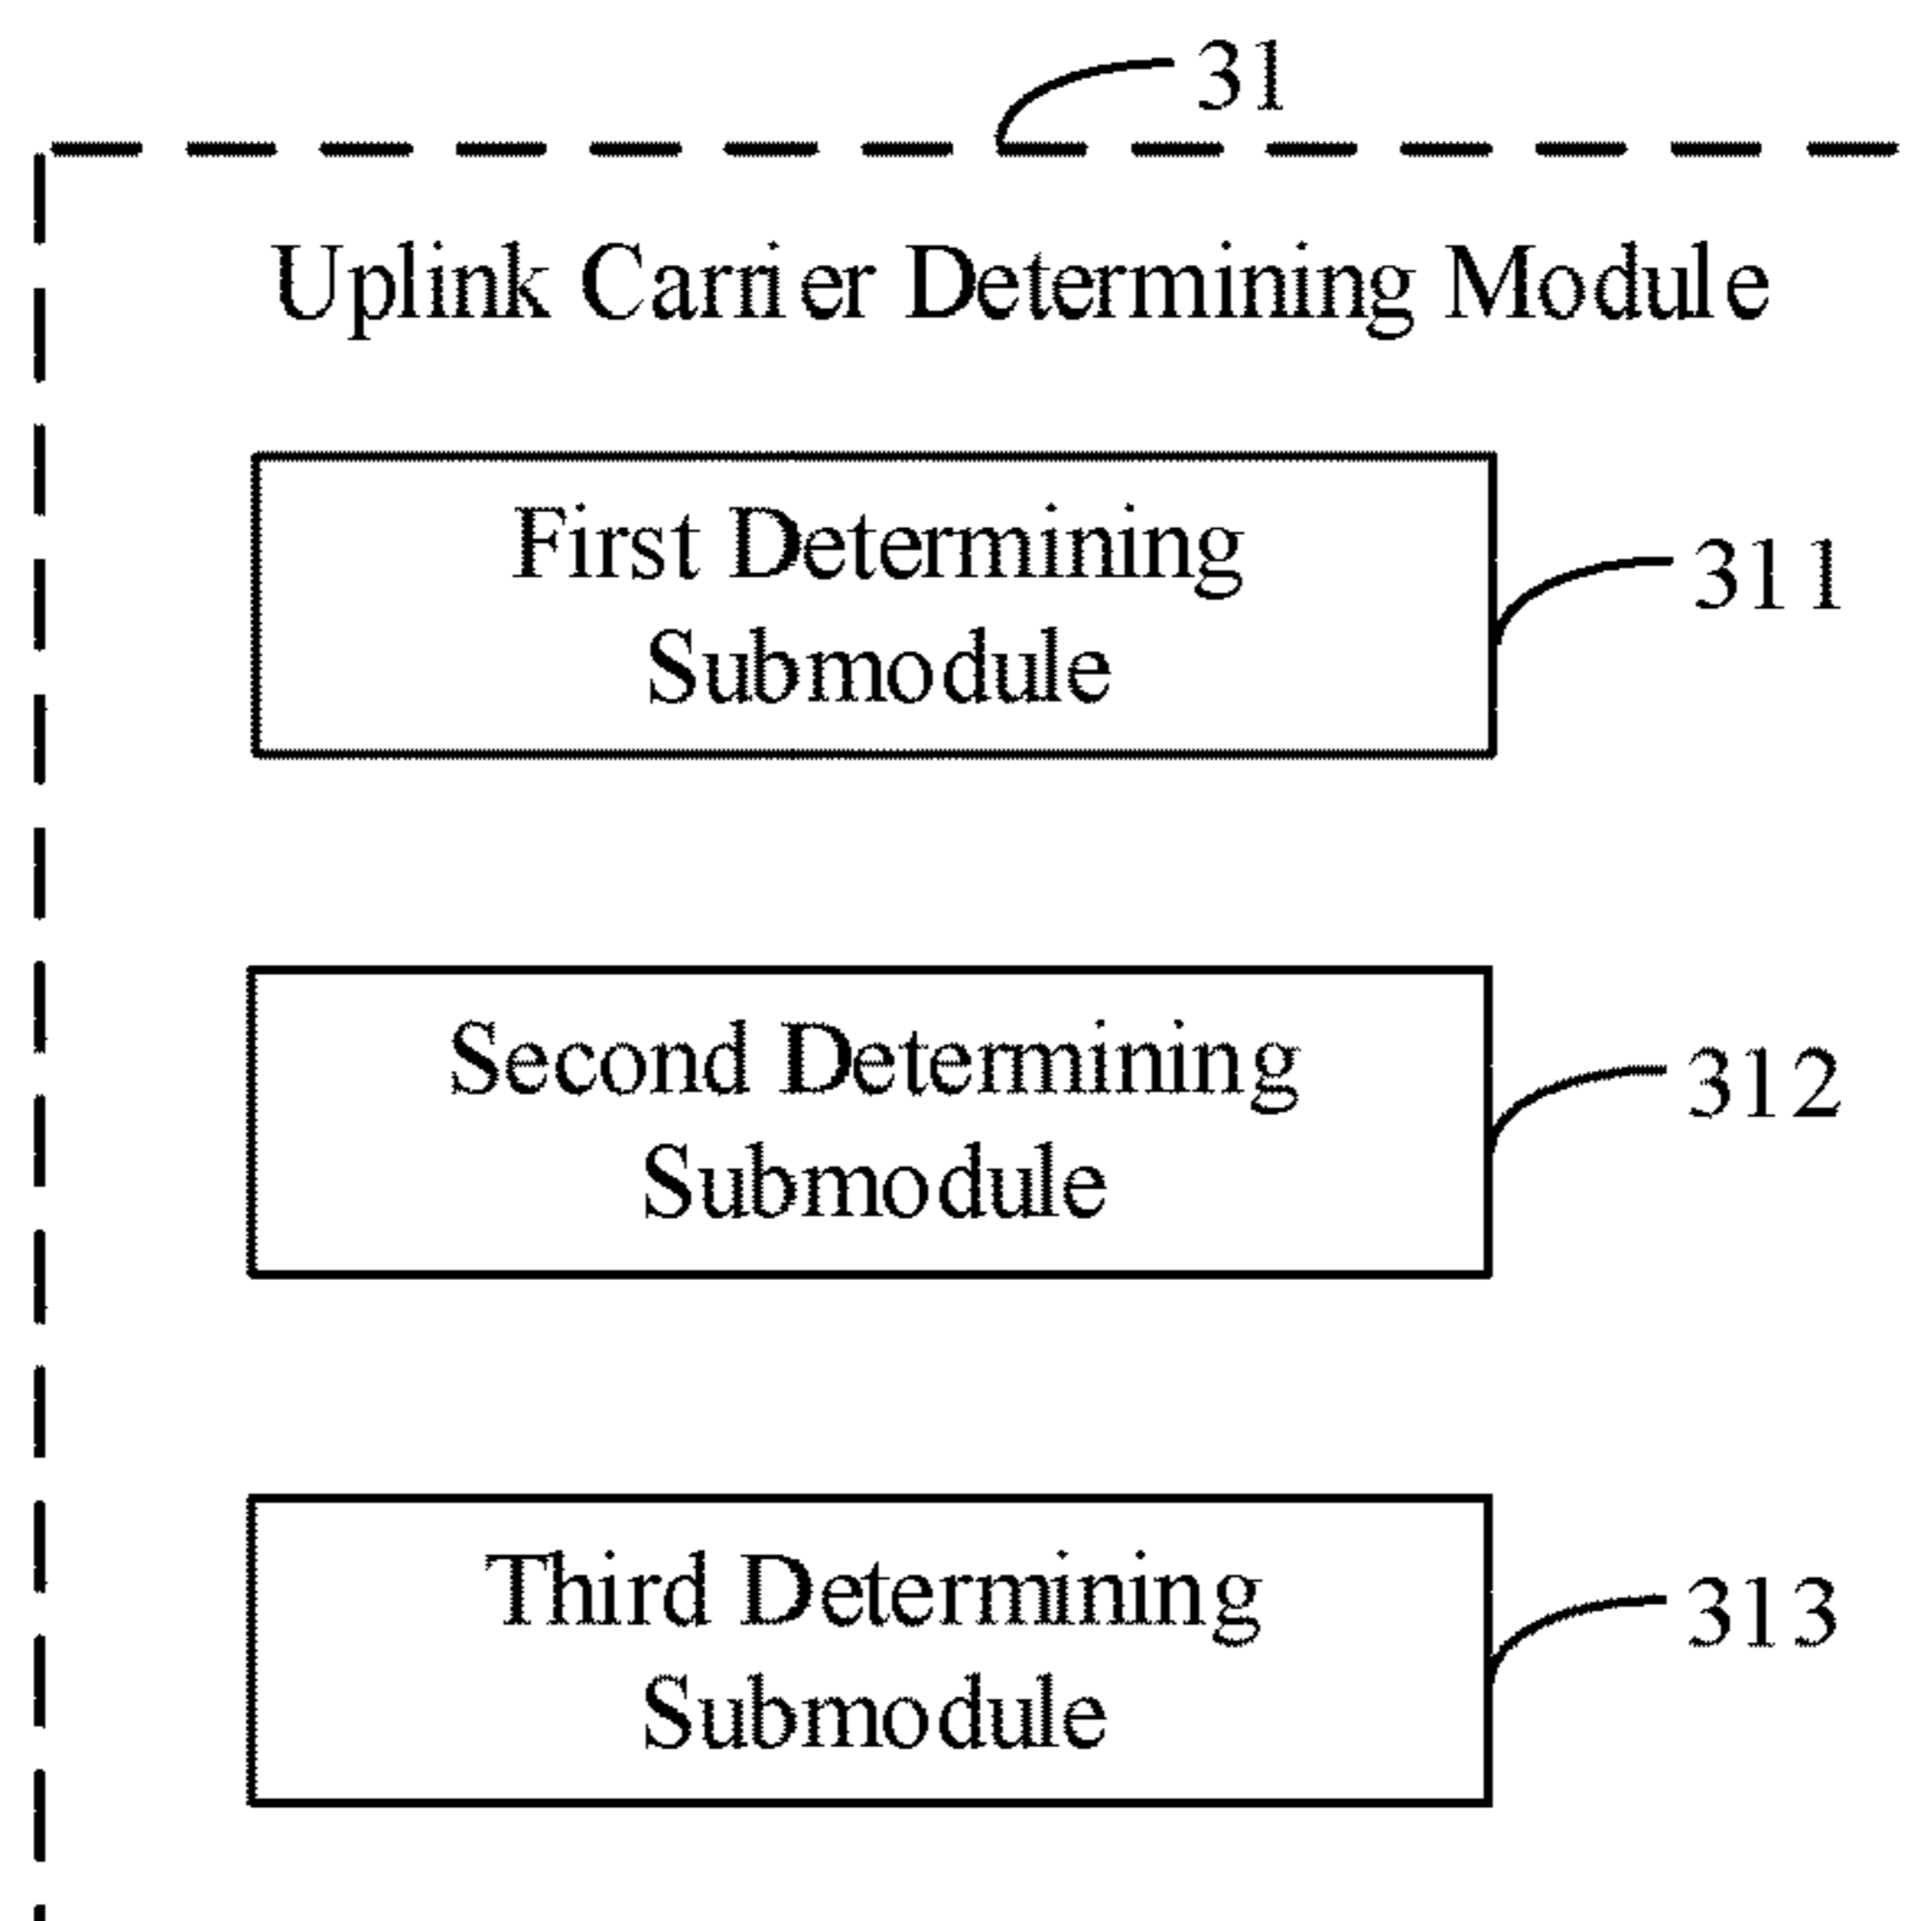 31
Uplink Carrier Determining Module
First Determining
Submodule
311
Second Determining
Submodule
312
Third Determining
Submodule
313